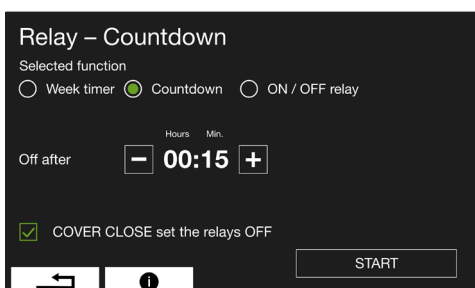 Relay – Countdown
Selected function
Week timer Countdown ON / OFF relay
Hours Min.
Off after – 00:15 +
COVER CLOSE set the relays OFF
START
i